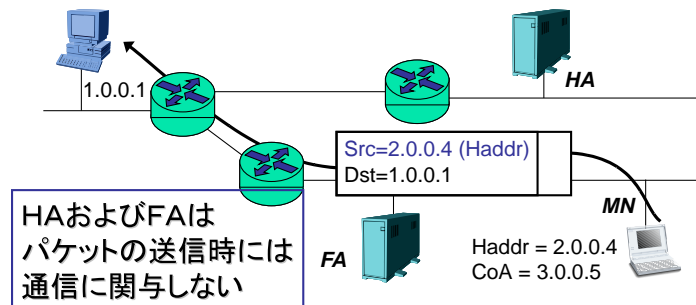 1.0.0.1
HA
Src=2.0.0.4 (Haddr)
Dst=1.0.0.1
HAおよびFAは
パケットの送信時には
通信に関与しない
FA
MN
Haddr = 2.0.0.4
CoA = 3.0.0.5